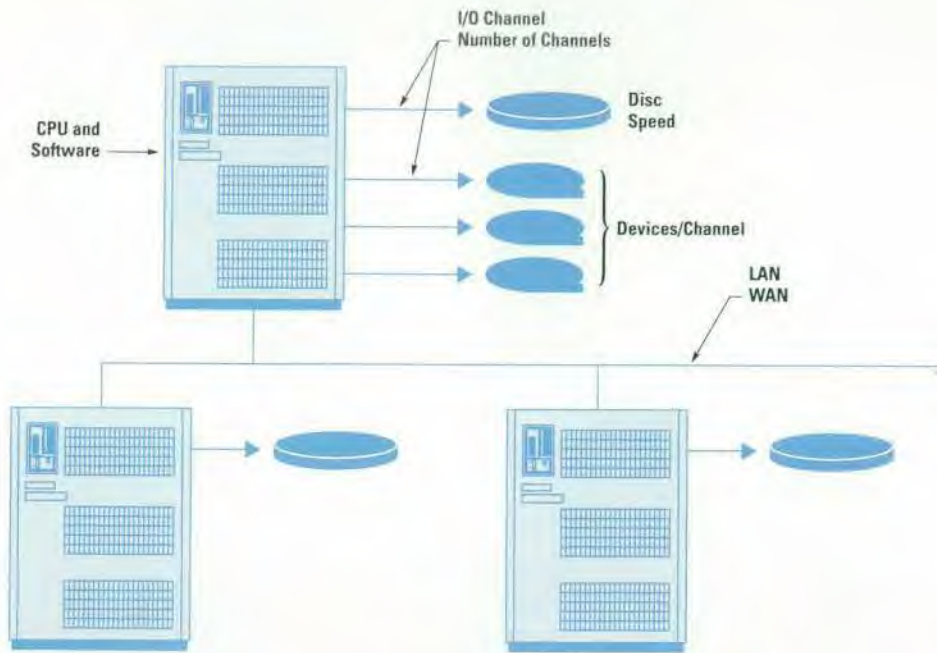 I/O Channel
Number of Channels
Disc
Speed
CPU and
Software
Devices/Channel
LAN
WAN